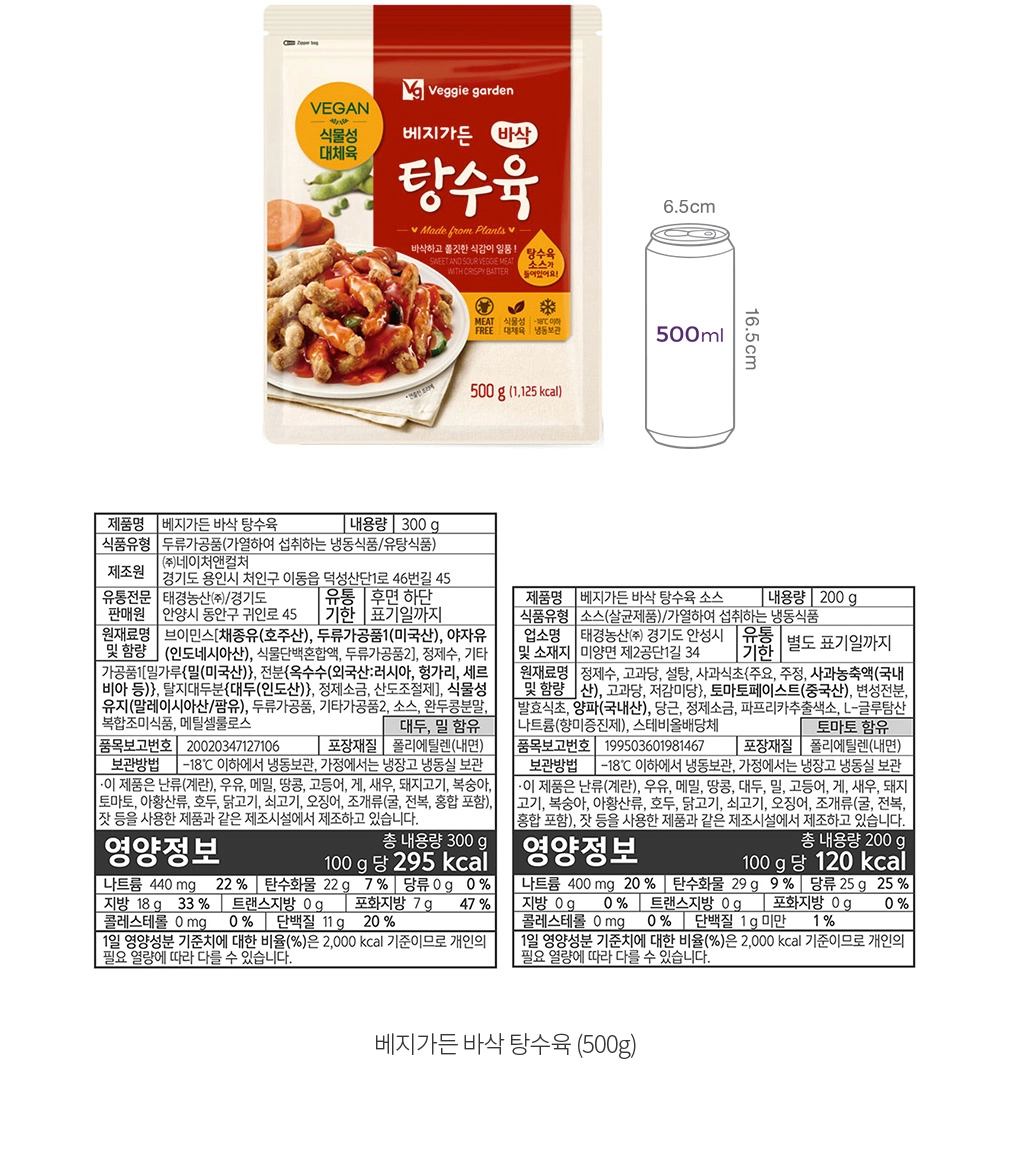 Zipper bag
Vg Veggie garden
VEGAN
식물성
대체육
베지가든 바삭
탕수육
Made from Plants
바삭하고 쫄깃한 식감이 일품 !
SWEET AND SOUR VEGGIE MEAT
WITH CRISPY BATTER
탕수육
소스가
들어있어요!
MEAT
FREE
식물성
대체육
-18℃ 이하
냉동보관
500 g (1,125 kcal)
6.5cm
500ml
16.5cm
제품명 베지가든 바삭 탕수육 내용량 300 g
식품유형 두류가공품(가열하여 섭취하는 냉동식품/유탕식품)
제조원 ㈜네이처앤컬처
경기도 용인시 처인구 이동읍 덕성산단1로 46번길 45
유통전문 판매원 태경농산㈜/경기도 안양시 동안구 귀인로 45 유통 기한 후면 하단 표기일까지
원재료명 및 함량 브이민스[채종유(호주산), 두류가공품1(미국산), 야자유
(인도네시아산), 식물단백혼합액, 두류가공품2], 정제수, 기타
가공품1[밀가루{밀(미국산)}, 전분{옥수수(외국산:러시아, 헝가리, 세르
비아 등)}, 탈지대두분{대두(인도산)}, 정제소금, 산도조절제], 식물성
유지(말레이시아산/팜유), 두류가공품, 기타가공품2, 소스, 완두콩분말,
복합조미식품, 메틸셀룰로스
대두, 밀 함유
품목보고번호 20020347127106 포장재질 폴리에틸렌(내면)
보관방법 -18℃ 이하에서 냉동보관, 가정에서는 냉장고 냉동실 보관
·이 제품은 난류(계란), 우유, 메밀, 땅콩, 고등어, 게, 새우, 돼지고기, 복숭아,
토마토, 아황산류, 호두, 닭고기, 쇠고기, 오징어, 조개류(굴, 전복, 홍합 포함),
잣 등을 사용한 제품과 같은 제조시설에서 제조하고 있습니다.
영양정보 총 내용량 300 g
100 g 당 295 kcal
나트륨 440 mg 22 % 탄수화물 22 g 7 % 당류 0 g 0 %
지방 18 g 33 % 트랜스지방 0 g 포화지방 7 g 47 %
콜레스테롤 0 mg 0 % 단백질 11 g 20 %
1일 영양성분 기준치에 대한 비율(%)은 2,000 kcal 기준이므로 개인의
필요 열량에 따라 다를 수 있습니다.
제품명 베지가든 바삭 탕수육 소스 내용량 200 g
식품유형 소스(살균제품)/가열하여 섭취하는 냉동식품
업소명 및 소재지 태경농산㈜ 경기도 안성시 미양면 제2공단1길 34 유통 기한 별도 표기일까지
원재료명 및 함량 정제수, 고과당, 설탕, 사과식초{주요, 주정, 사과농축액(국내
산), 고과당, 저감미당}, 토마토페이스트(중국산), 변성전분,
발효식초, 양파(국내산), 당근, 정제소금, 파프리카추출색소, L-글루탐산
나트륨(향미증진제), 스테비올배당체
토마토 함유
품목보고번호 199503601981467 포장재질 폴리에틸렌(내면)
보관방법 -18℃ 이하에서 냉동보관, 가정에서는 냉장고 냉동실 보관
·이 제품은 난류(계란), 우유, 메밀, 땅콩, 대두, 밀, 고등어, 게, 새우, 돼지
고기, 복숭아, 아황산류, 호두, 닭고기, 쇠고기, 오징어, 조개류(굴, 전복,
홍합 포함), 잣 등을 사용한 제품과 같은 제조시설에서 제조하고 있습니다.
영양정보 총 내용량 200 g
100 g 당 120 kcal
나트륨 400 mg 20 % 탄수화물 29 g 9 % 당류 25 g 25 %
지방 0 g 0 % 트랜스지방 0 g 포화지방 0 g 0 %
콜레스테롤 0 mg 0 % 단백질 1 g 미만 1 %
1일 영양성분 기준치에 대한 비율(%)은 2,000 kcal 기준이므로 개인의
필요 열량에 따라 다를 수 있습니다.
베지가든 바삭 탕수육 (500g)